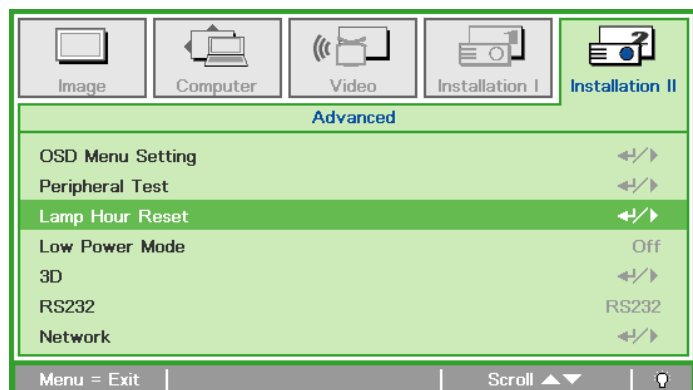 Image
Computer
Video
Installation I
Installation II
Advanced
OSD Menu Setting
Peripheral Test
Lamp Hour Reset
Low Power Mode Off
3D
RS232 RS232
Network
Menu = Exit Scroll ▲▼